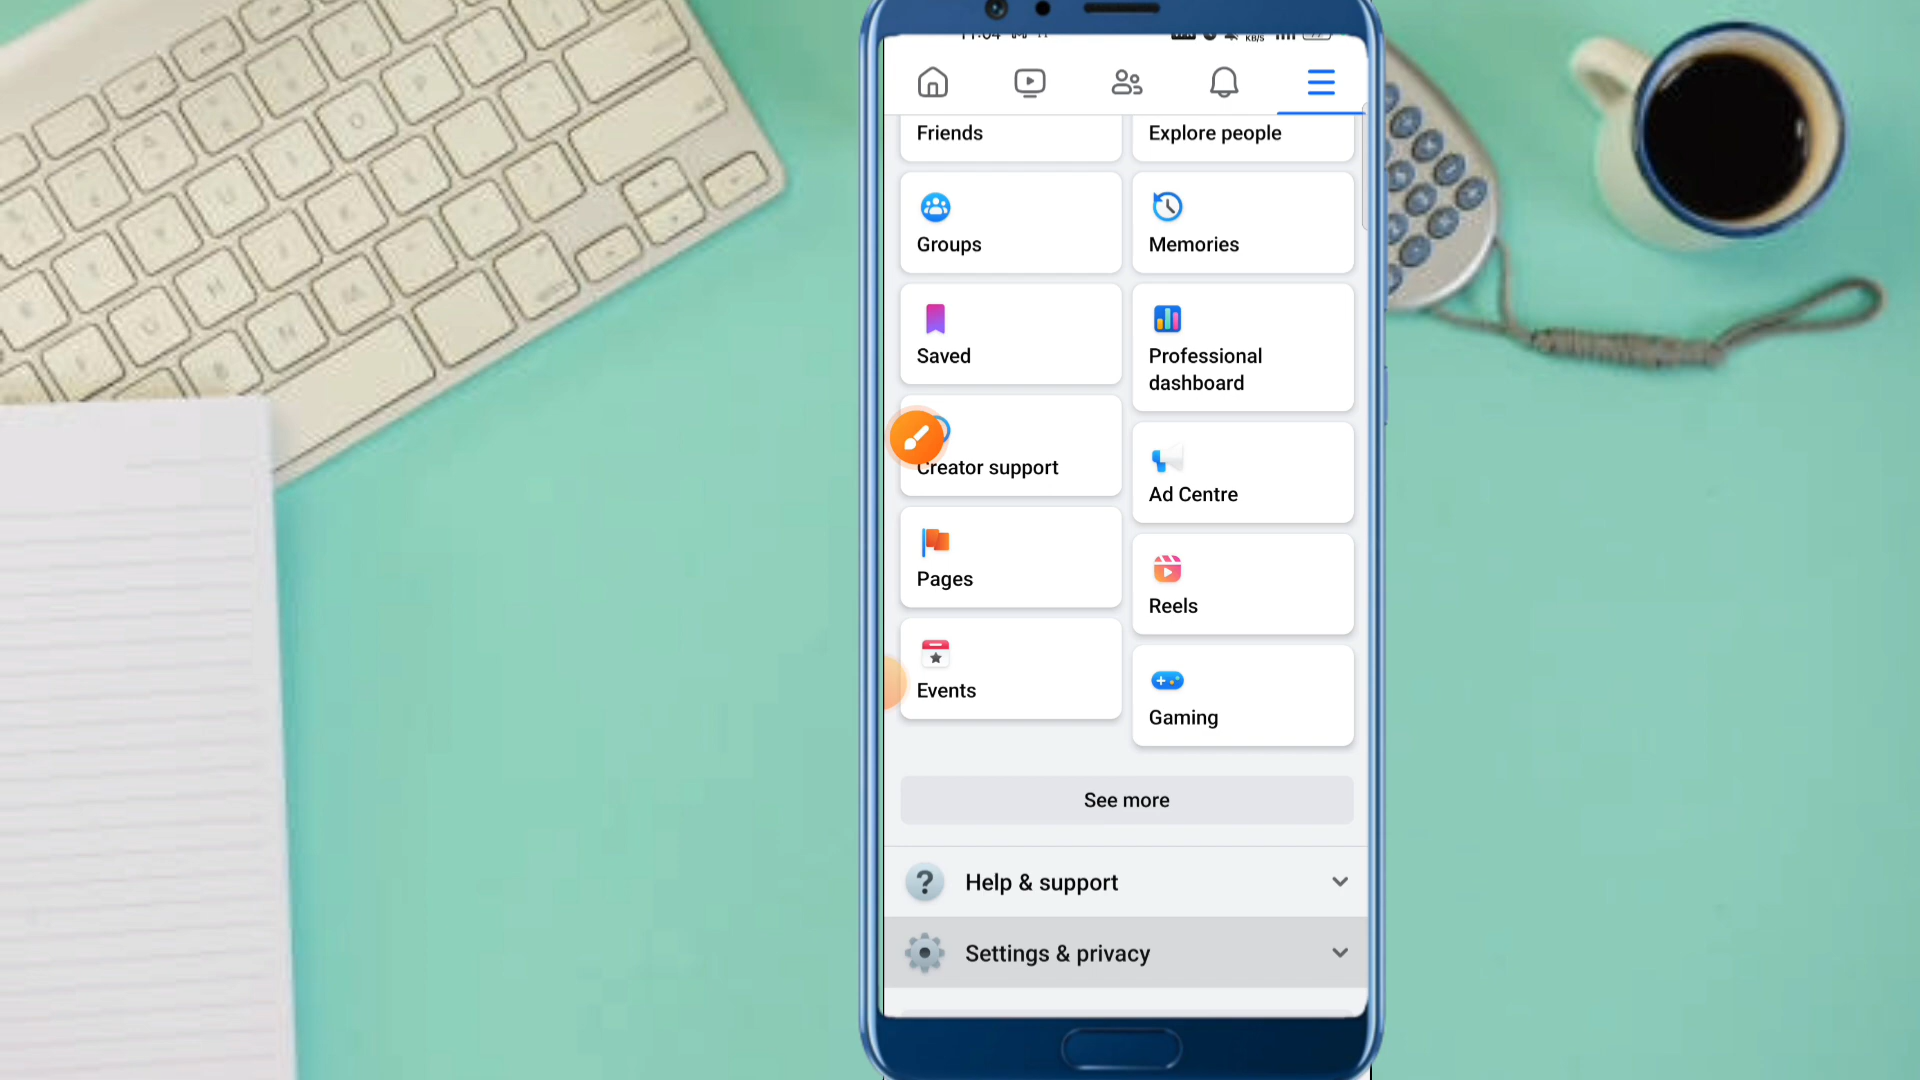 Friends
Explore people
Groups
Memories
Saved
Professional
dashboard
Creator support
Ad Centre
Pages
Reels
Events
Gaming
See more
Help & support
Settings & privacy